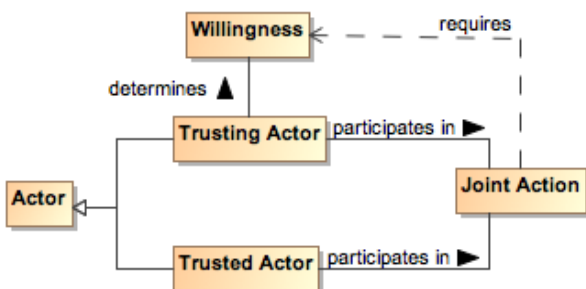 Willingness
requires
determines
Trusting Actor
participates in
Actor
Joint Action
Trusted Actor
participates in